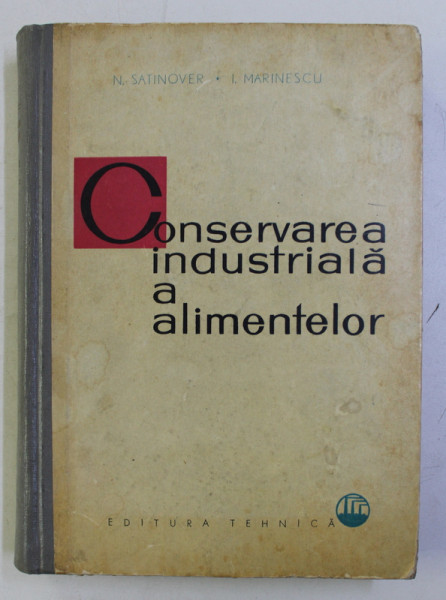 N. SATINOVER • I. MARINESCU
Conservarea
industrială
a
alimentelor
EDITURA TEHNICĂ